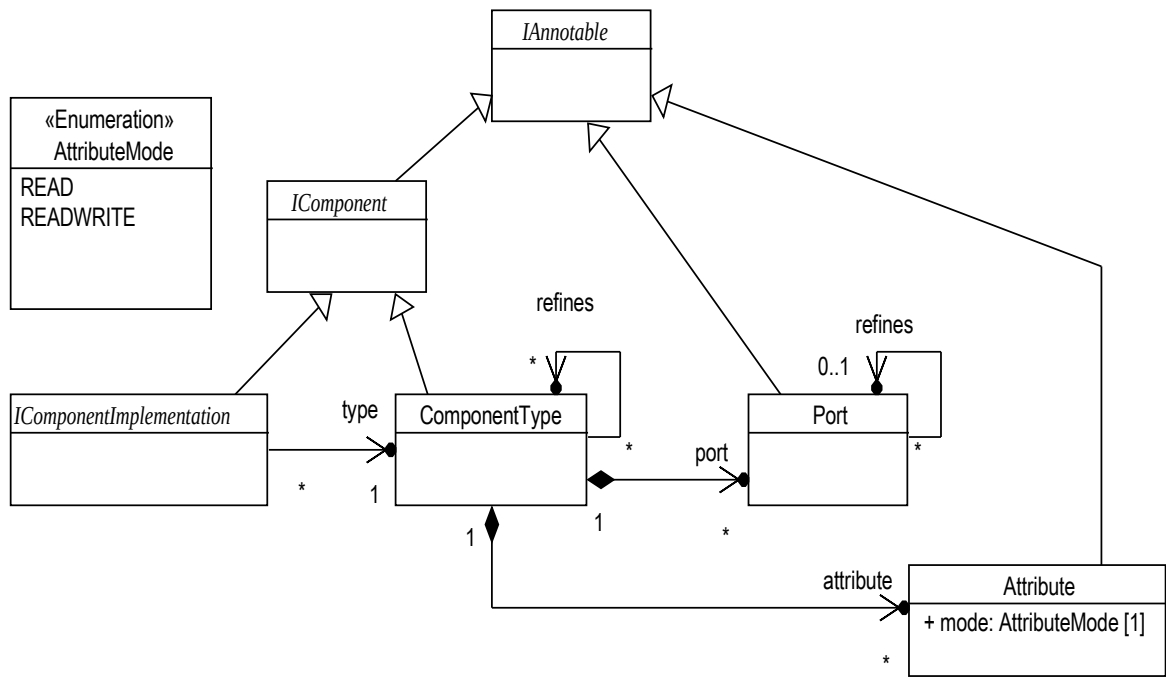 IAnnotable
«Enumeration»
AttributeMode
READ
READWRITE
IComponent
refines
refines
*
0..1
IComponentImplementation
type
ComponentType
Port
*
*
port
*
1
1
*
1
attribute
Attribute
+ mode: AttributeMode [1]
*